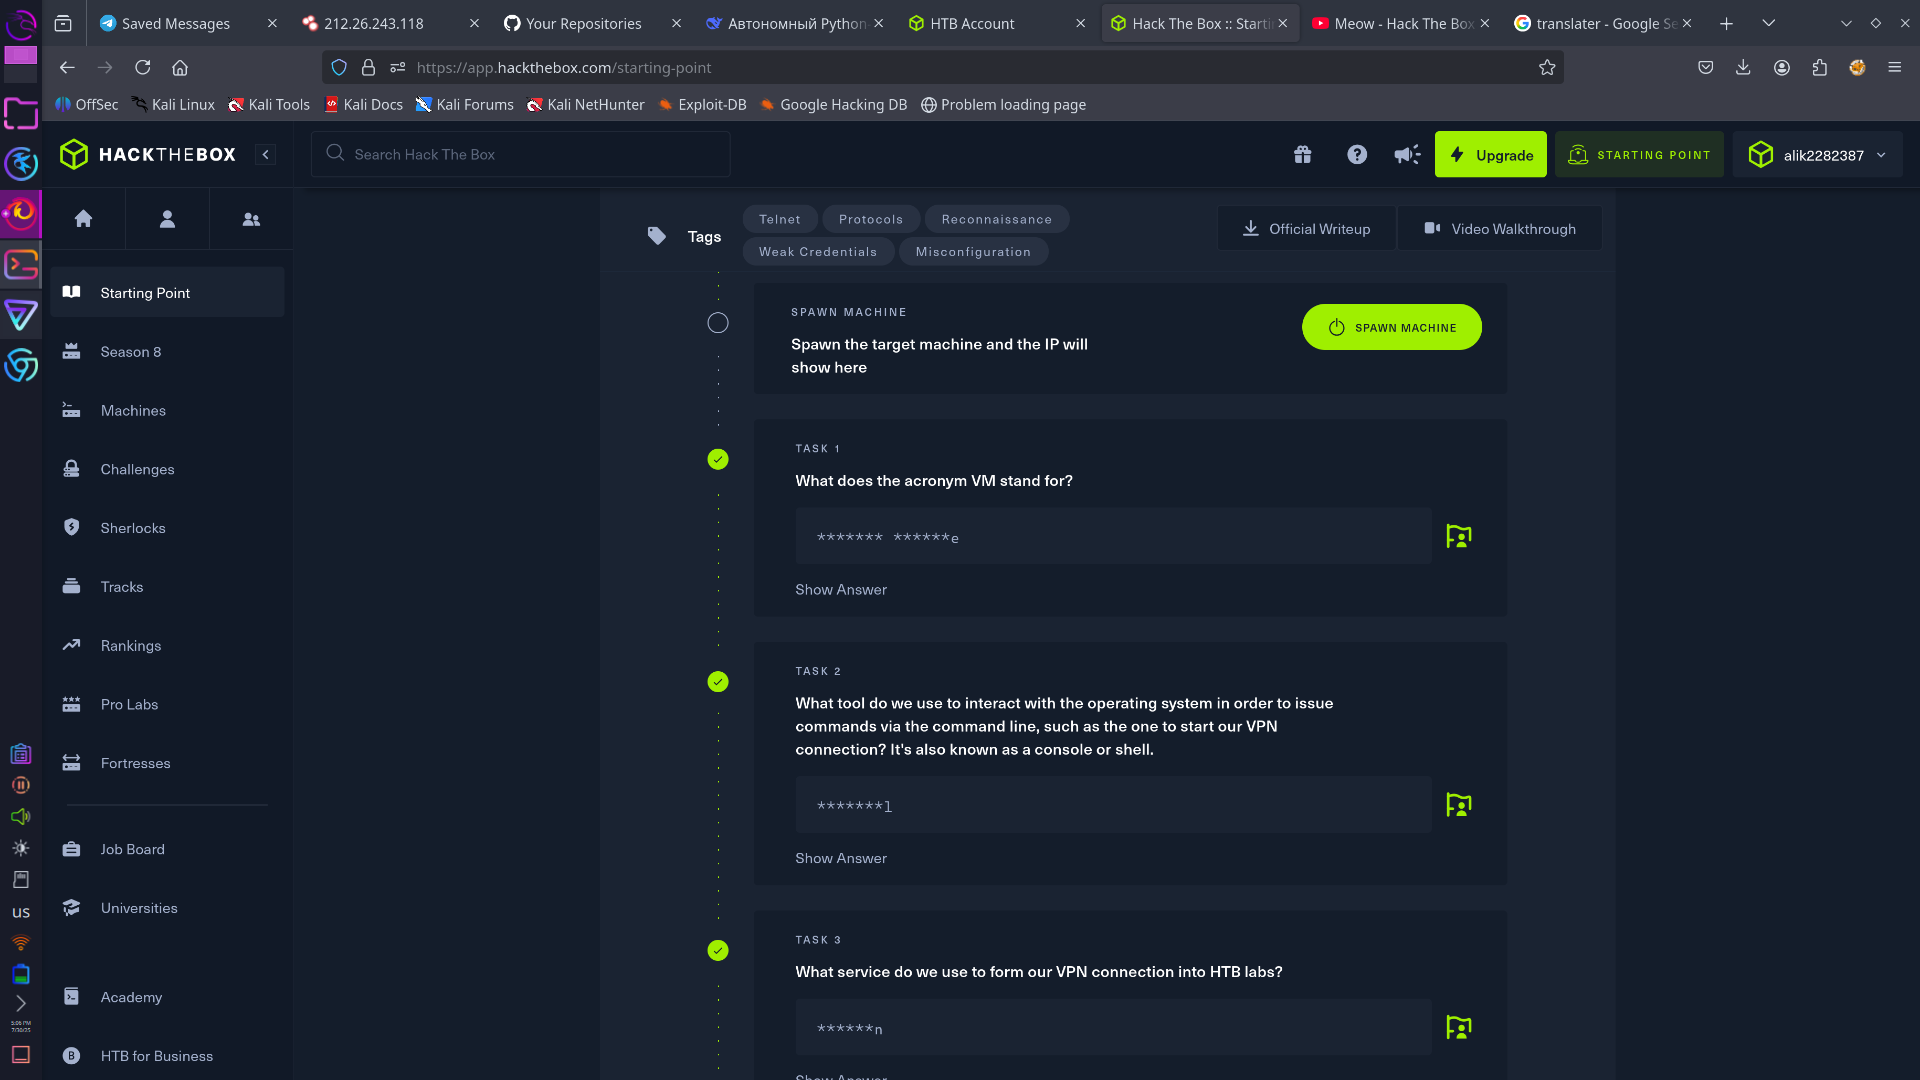 Saved Messages
212.26.243.118
Your Repositories
Автономный Python
HTB Account
Hack The Box :: Starti
Meow - Hack The Box
translater - Google Se
https://app.hackthebox.com/starting-point
OffSec
Kali Linux
Kali Tools
Kali Docs
Kali Forums
Kali NetHunter
Exploit-DB
Google Hacking DB
Problem loading page
HACKTHEBOX
Search Hack The Box
Upgrade
STARTING POINT
alik2282387
Tags
Telnet
Protocols
Reconnaissance
Weak Credentials
Misconfiguration
Official Writeup
Video Walkthrough
Starting Point
Season 8
Machines
Challenges
Sherlocks
Tracks
Rankings
Pro Labs
Fortresses
Job Board
Universities
Academy
HTB for Business
SPAWN MACHINE
Spawn the target machine and the IP will
show here
SPAWN MACHINE
TASK 1
What does the acronym VM stand for?
******* ******e
Show Answer
TASK 2
What tool do we use to interact with the operating system in order to issue
commands via the command line, such as the one to start our VPN
connection? It's also known as a console or shell.
*******l
Show Answer
TASK 3
What service do we use to form our VPN connection into HTB labs?
******n
Show Answer
us
5:06 PM
7/30/25